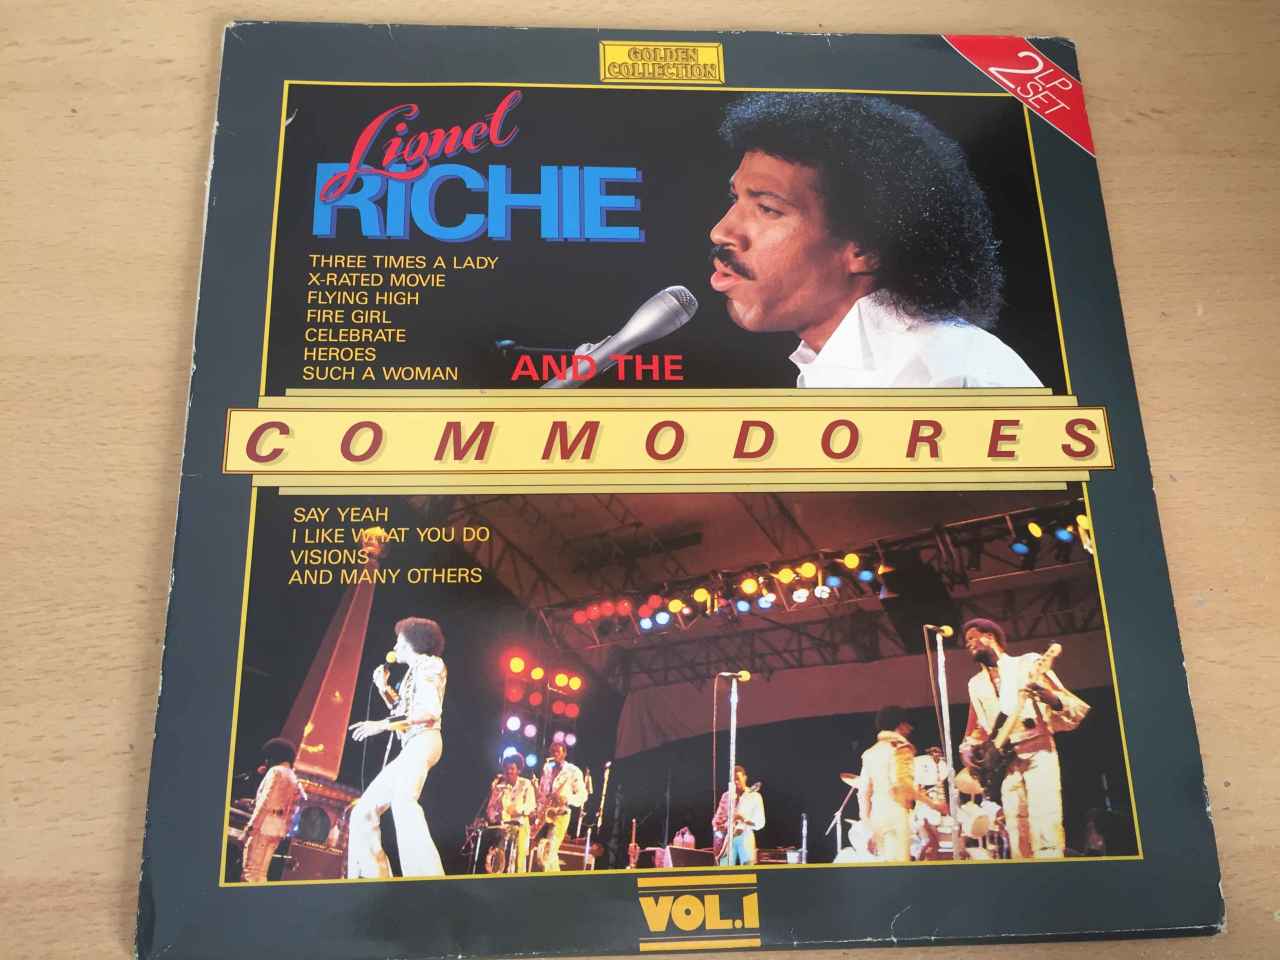 GOLDEN
COLLECTION
2 LP
SET
Lionel
RICHIE
THREE TIMES A LADY
X-RATED MOVIE
FLYING HIGH
FIRE GIRL
CELEBRATE
HEROES
SUCH A WOMAN
AND THE
COMMODORES
SAY YEAH
I LIKE WHAT YOU DO
VISIONS
AND MANY OTHERS
VOL.1